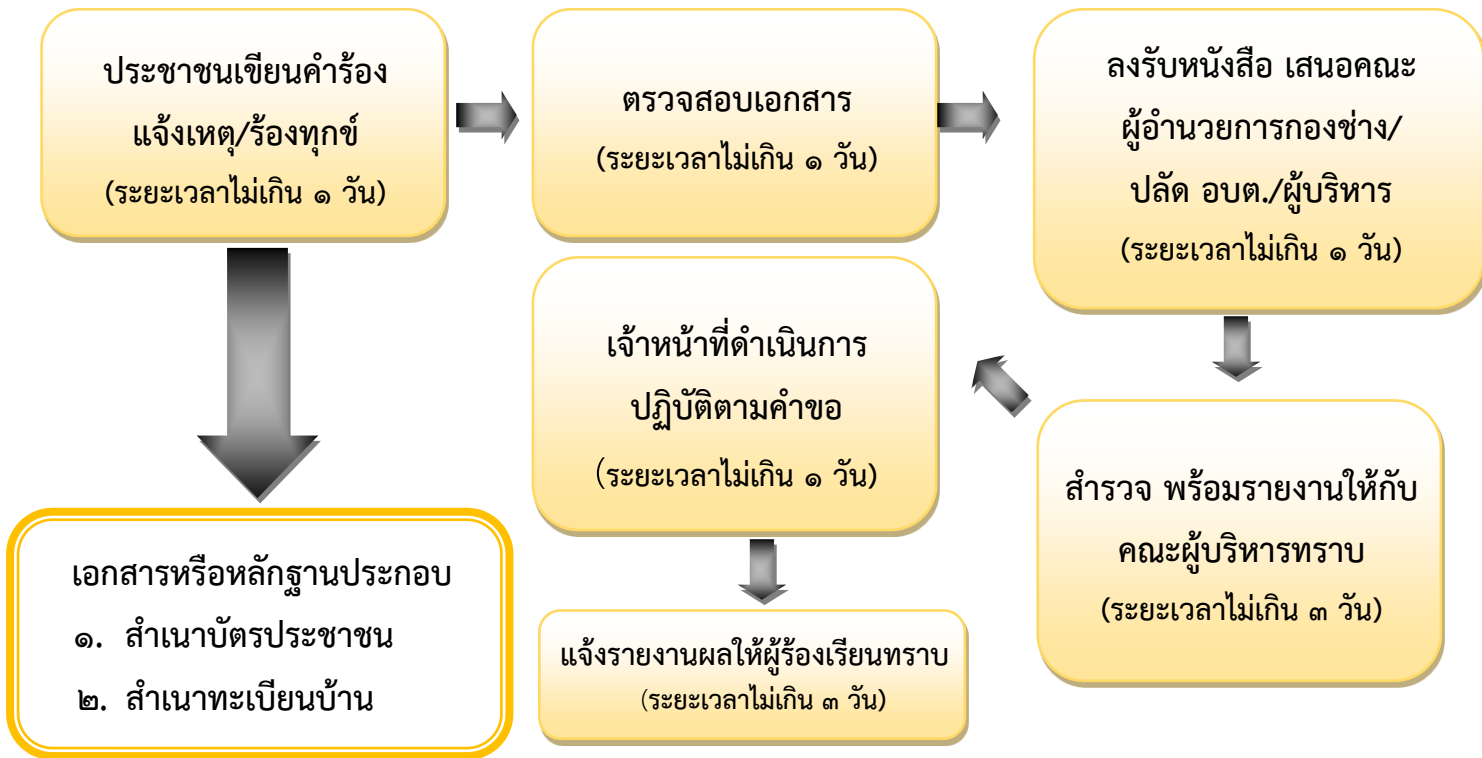 ประชาชนเขียนคำร้อง
แจ้งเหตุ/ร้องทุกข์
(ระยะเวลาไม่เกิน ๑ วัน)
ตรวจสอบเอกสาร
(ระยะเวลาไม่เกิน ๑ วัน)
ลงรับหนังสือ เสนอคณะ
ผู้อำนวยการกองช่าง/
ปลัด อบต./ผู้บริหาร
(ระยะเวลาไม่เกิน ๑ วัน)
สำรวจ พร้อมรายงานให้กับ
คณะผู้บริหารทราบ
(ระยะเวลาไม่เกิน ๓ วัน)
เจ้าหน้าที่ดำเนินการ
ปฏิบัติตามคำขอ
(ระยะเวลาไม่เกิน ๑ วัน)
แจ้งรายงานผลให้ผู้ร้องเรียนทราบ
(ระยะเวลาไม่เกิน ๓ วัน)
เอกสารหรือหลักฐานประกอบ
๑. สำเนาบัตรประชาชน
๒. สำเนาทะเบียนบ้าน